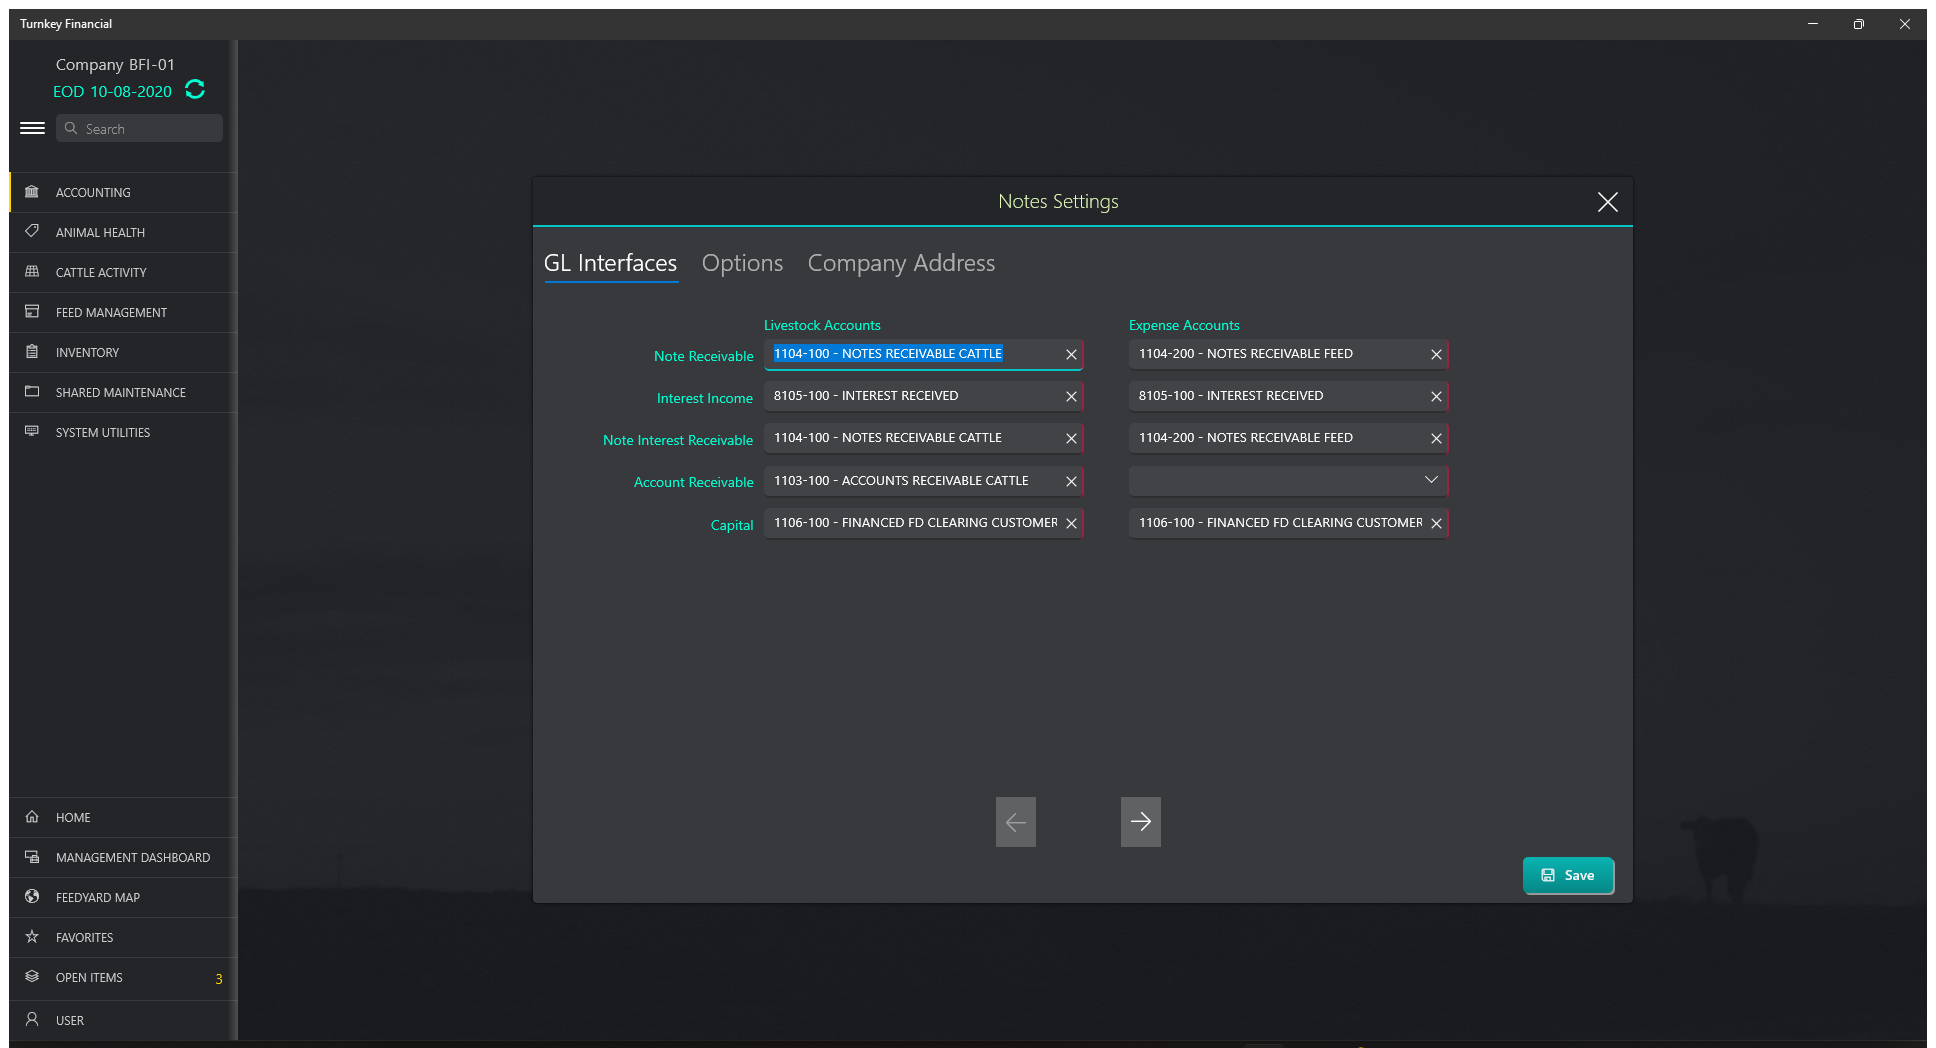 Turnkey Financial
Company BFI-01
EOD 10-08-2020
Search
ACCOUNTING
ANIMAL HEALTH
CATTLE ACTIVITY
FEED MANAGEMENT
INVENTORY
SHARED MAINTENANCE
SYSTEM UTILITIES
HOME
MANAGEMENT DASHBOARD
FEEDYARD MAP
FAVORITES
OPEN ITEMS 3
USER
Notes Settings
GL Interfaces Options Company Address
Livestock Accounts Expense Accounts
Note Receivable 1104-100 - NOTES RECEIVABLE CATTLE 1104-200 - NOTES RECEIVABLE FEED
Interest Income 8105-100 - INTEREST RECEIVED 8105-100 - INTEREST RECEIVED
Note Interest Receivable 1104-100 - NOTES RECEIVABLE CATTLE 1104-200 - NOTES RECEIVABLE FEED
Account Receivable 1103-100 - ACCOUNTS RECEIVABLE CATTLE
Capital 1106-100 - FINANCED FD CLEARING CUSTOMER 1106-100 - FINANCED FD CLEARING CUSTOMER
Save